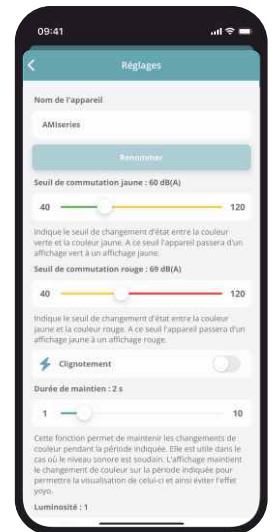 09:41
Réglages
Nom de l'appareil
AMIseries
Renommer
Seuil de commutation jaune : 60 dB(A)
40 120
Indique le seuil de changement d'état entre la couleur
verte et la couleur jaune. A ce seuil l'appareil passera d'un
affichage vert à un affichage jaune.
Seuil de commutation rouge : 69 dB(A)
40 120
Indique le seuil de changement d'état entre la couleur
jaune et la couleur rouge. A ce seuil l'appareil passera d'un
affichage jaune à un affichage rouge.
Clignotement
Durée de maintien : 2 s
1 10
Cette fonction permet de maintenir les changements de
couleur pendant la période indiquée. Elle est utile dans le
cas où le niveau sonore est soudain. L'affichage maintient
le changement de couleur sur la période indiquée pour
permettre la visualisation de celui-ci et ainsi éviter l'effet
yoyo.
Luminosité : 1